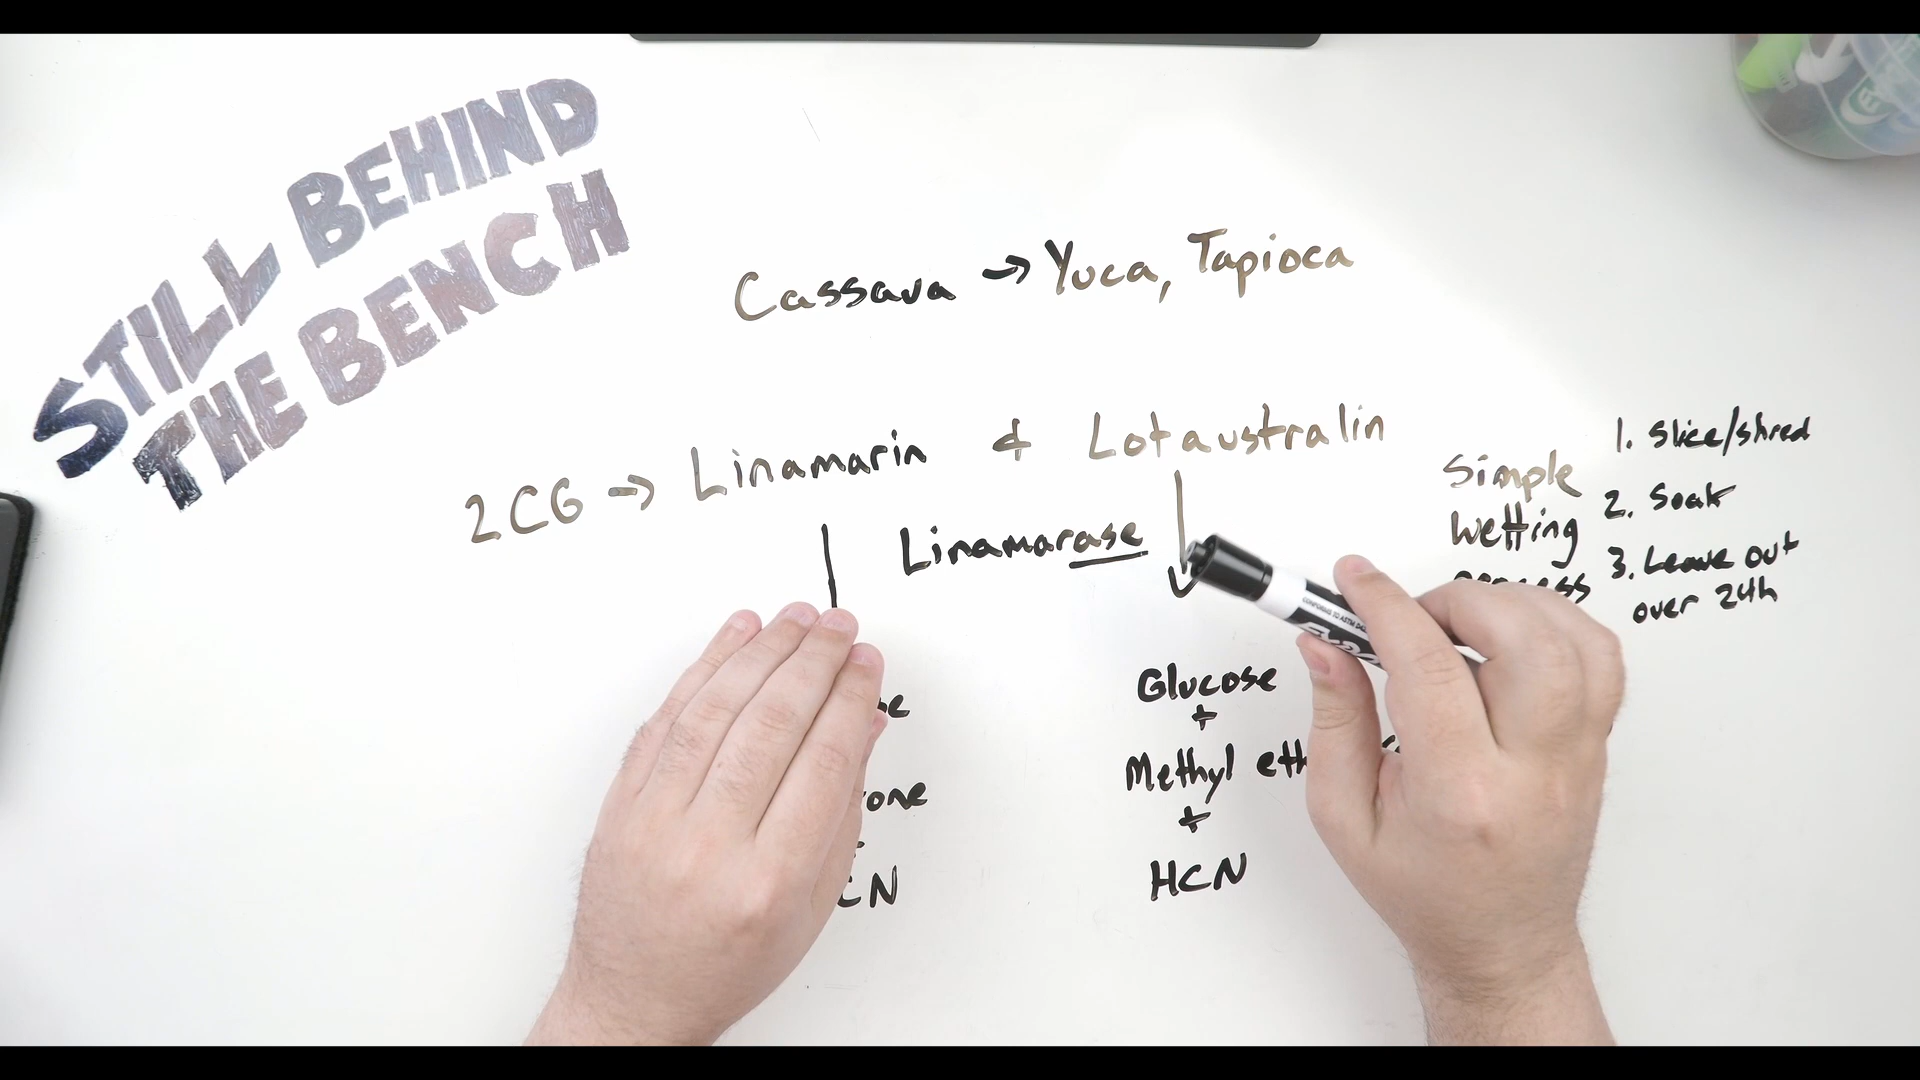 STILL BEHIND
THE BENCH
Cassava → Yuca, Tapioca
2CG → Linamarin & Lotaustralin
Linamarase
Glucose
+
Methyl
+
HCN
Simple
Wetting
1. Slice/shred
2. Soak
3. Leave out
over 24h